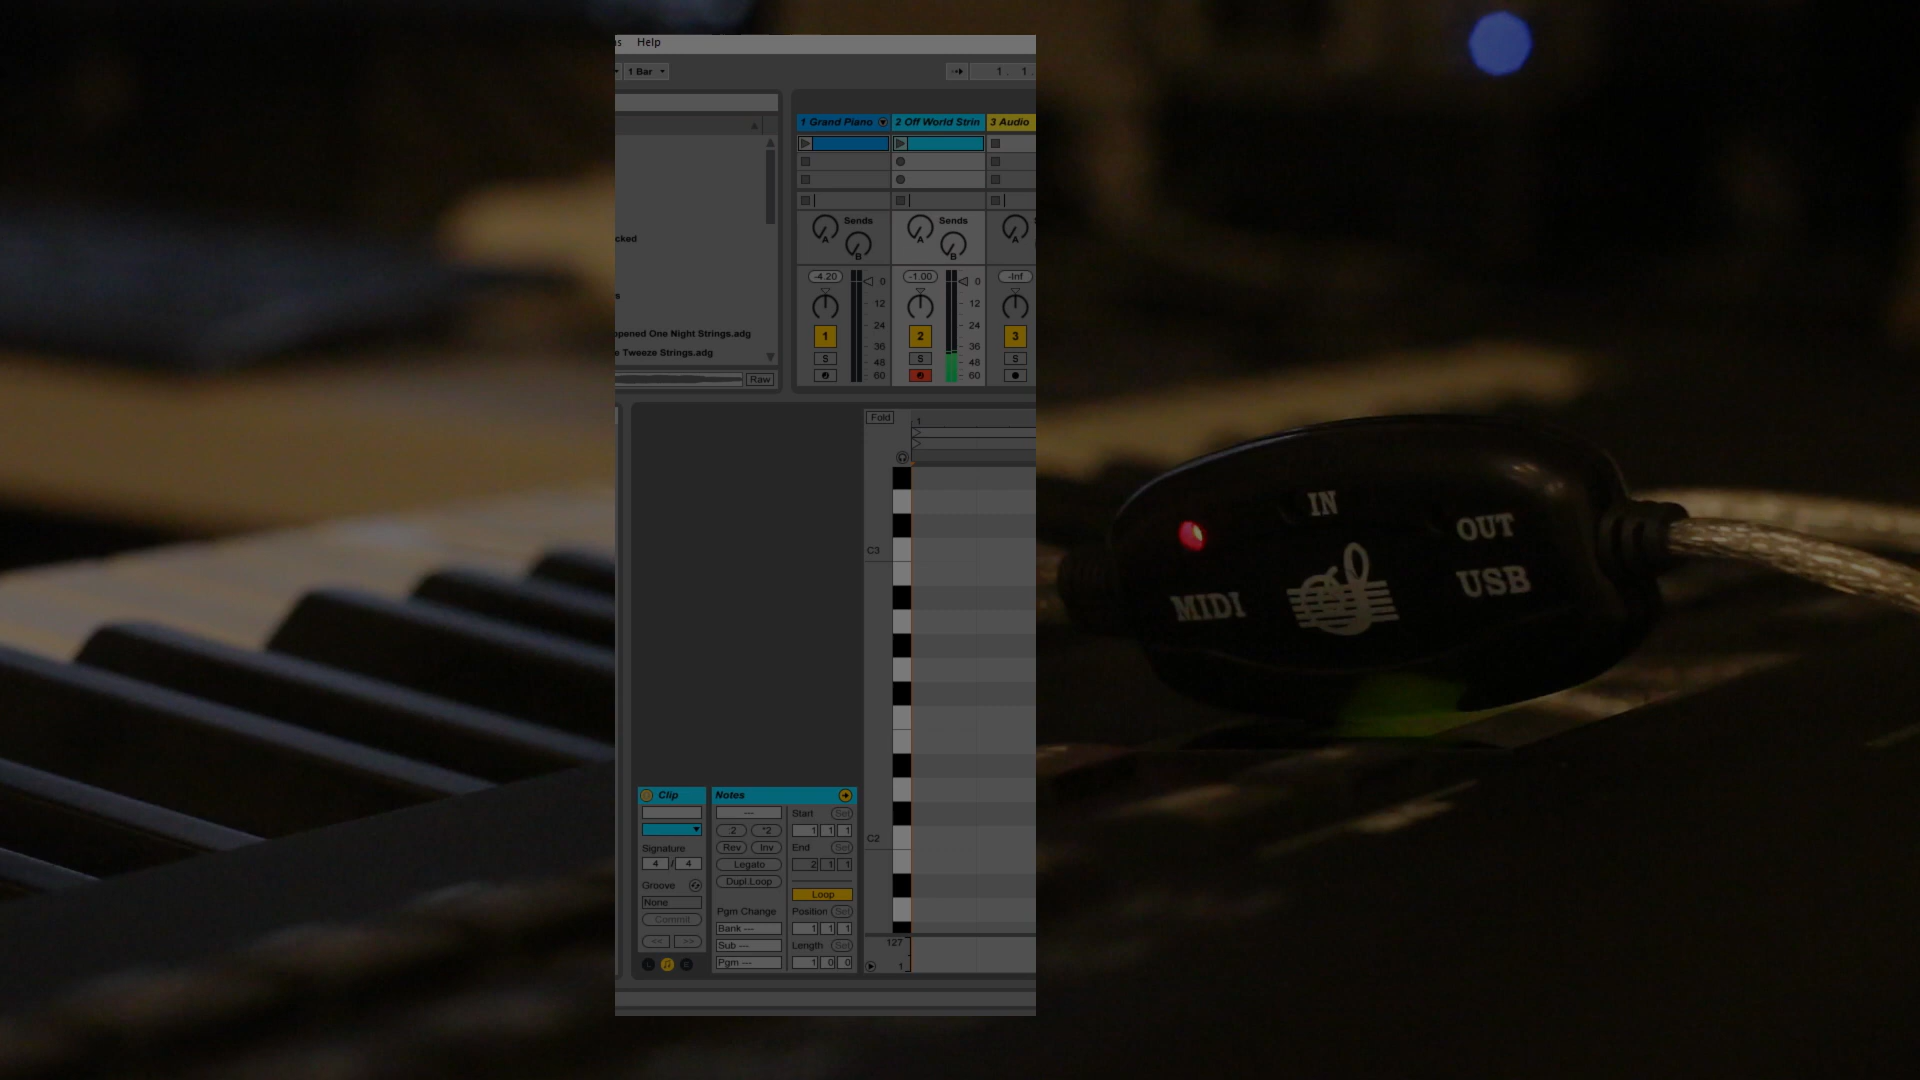 Help
1 Bar
1. 1.
1 Grand Piano 2 Off World Strin 3 Audio
Sends Sends
A A A
B B
cked
-4.20 -1.00 -Inf
0 0
12 12
24 24
36 36
48 48
60 60
1 2 3
S S S
opened One Night Strings.adg
e Tweeze Strings.adg
Raw
Fold
1
C3
C2
127
1
Clip
Signature
4 / 4
Groove
None
Commit
<< >>
Notes
---
:2 *2
Rev Inv
Legato
Dupl Loop
Pgm Change
Bank ---
Sub ---
Pgm ---
Start Set
1 1 1
End Set
2 1 1
Loop
Position Set
1 1 1
Length Set
1 0 0
IN
OUT
MIDI
USB